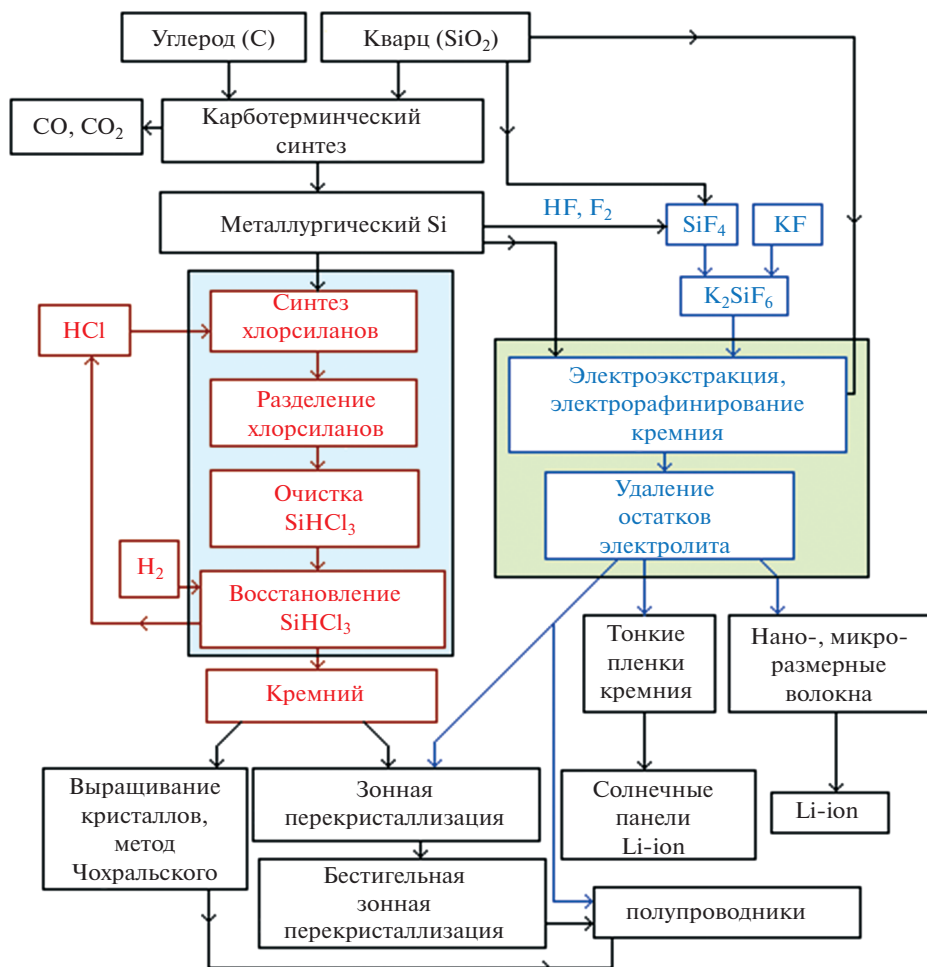 Углерод (C)
Кварц (SiO₂)
CO, CO₂
Карботерминческий
синтез
Металлургический Si
HF, F₂
SiF₄
KF
K₂SiF₆
HCl
Синтез
хлорсиланов
Разделение
хлорсиланов
Очистка
SiHCl₃
H₂
Восстановление
SiHCl₃
Кремний
Электроэкстракция,
электрорафинирование
кремния
Удаление
остатков
электролита
Тонкие
пленки
кремния
Нано-, микро-
размерные
волокна
Выращивание
кристаллов,
метод
Чохральского
Зонная
перекристаллизация
Солнечные
панели
Li-ion
Li-ion
Бестигельная
зонная
перекристаллизация
полупроводники